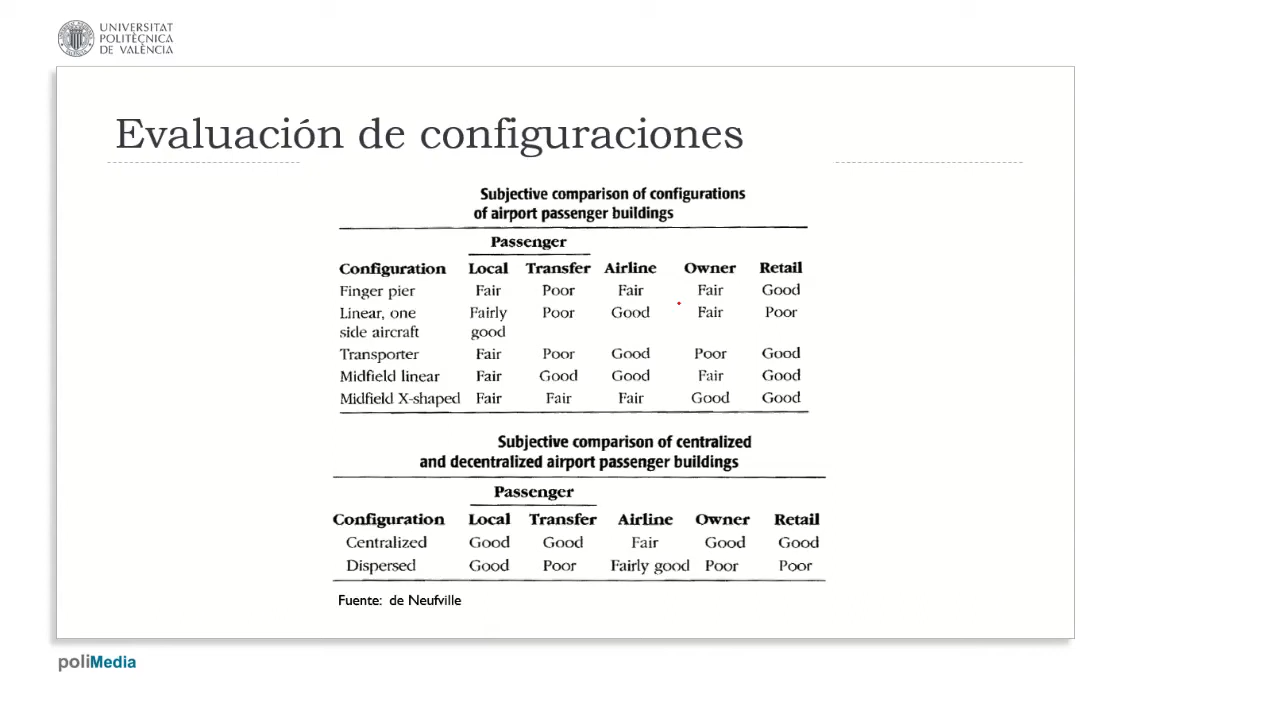 UNIVERSITAT
POLITÈCNICA
DE VALÈNCIA
Evaluación de configuraciones
Subjective comparison of configurations
of airport passenger buildings
Passenger
Configuration Local Transfer Airline Owner Retail
Finger pier Fair Poor Fair Fair Good
Linear, one Fairly Poor Good Fair Poor
side aircraft good
Transporter Fair Poor Good Poor Good
Midfield linear Fair Good Good Fair Good
Midfield X-shaped Fair Fair Fair Good Good
Subjective comparison of centralized
and decentralized airport passenger buildings
Passenger
Configuration Local Transfer Airline Owner Retail
Centralized Good Good Fair Good Good
Dispersed Good Poor Fairly good Poor Poor
Fuente: de Neufville
poliMedia